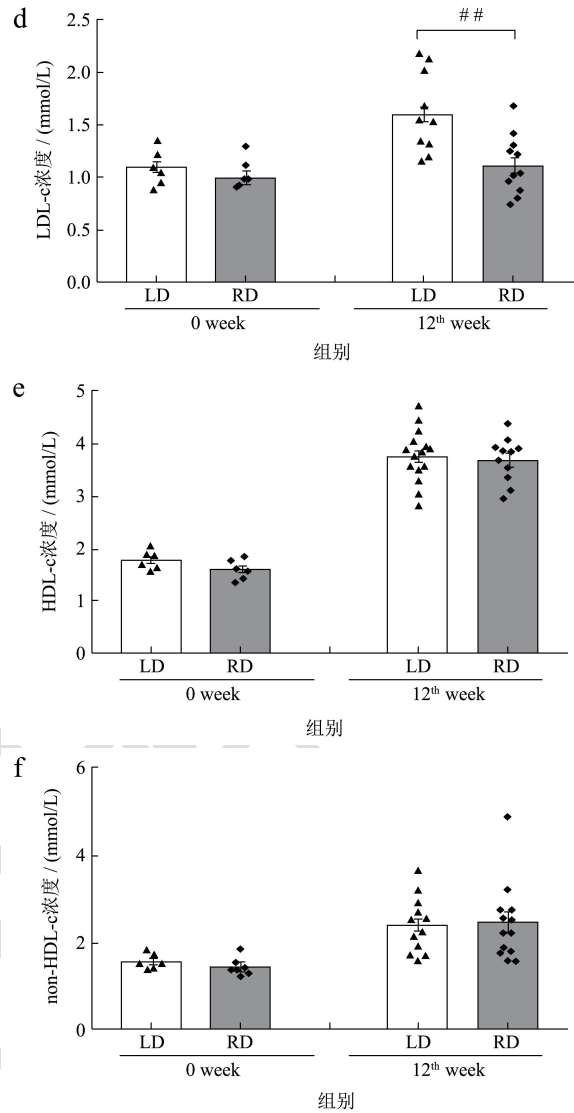 d
##
2.5
2.0
1.5
1.0
0.5
0.0
LDL-c浓度 / (mmol/L)
LD RD LD RD
0 week 12th week
组别
e
5
4
3
2
1
0
HDL-c浓度 / (mmol/L)
LD RD LD RD
0 week 12th week
组别
f
6
4
2
0
non-HDL-c浓度 / (mmol/L)
LD RD LD RD
0 week 12th week
组别